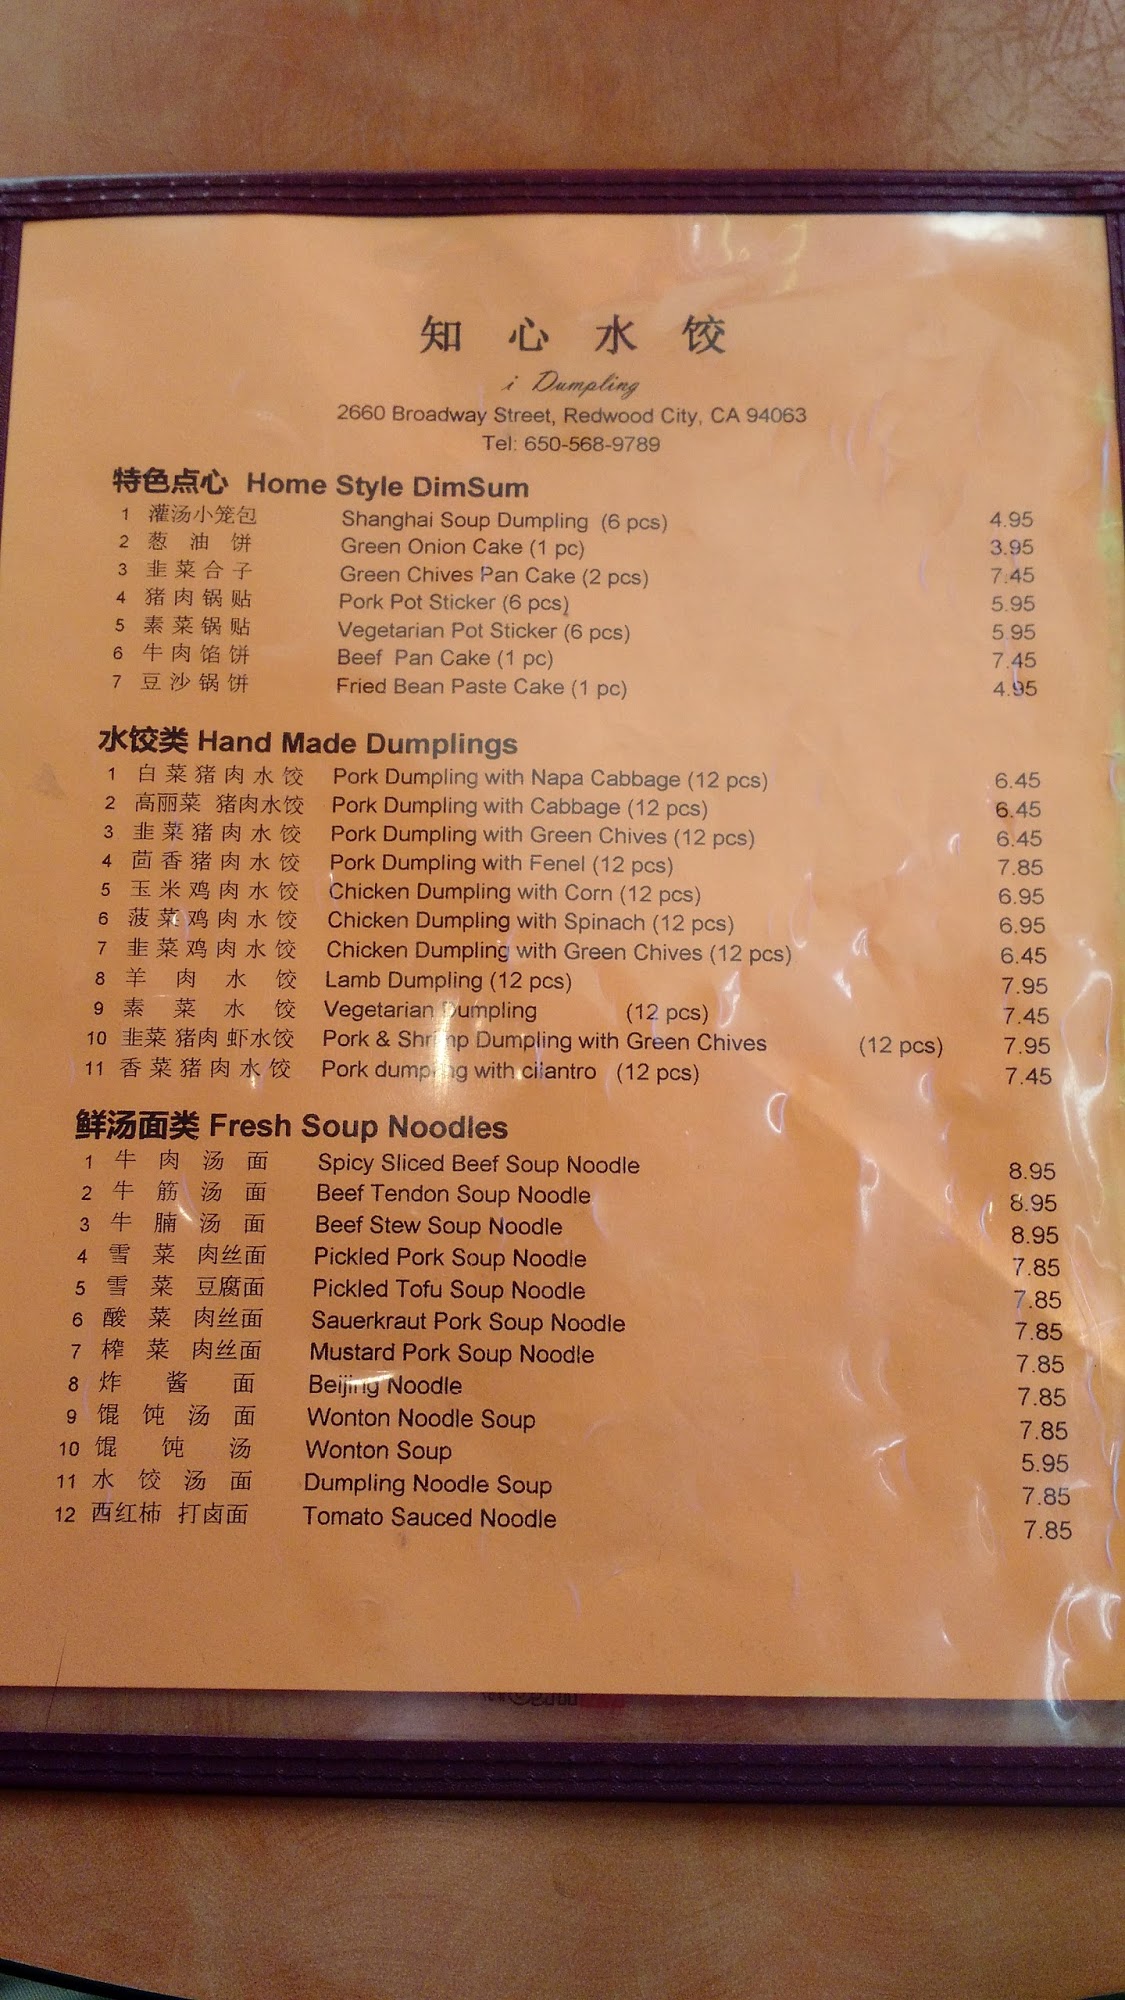 知 心 水 饺
i Dumpling
2660 Broadway Street, Redwood City, CA 94063
Tel: 650-568-9789
特色点心 Home Style DimSum
1 灌汤小笼包 Shanghai Soup Dumpling (6 pcs) 4.95
2 葱 油 饼 Green Onion Cake (1 pc) 3.95
3 韭 菜 合 子 Green Chives Pan Cake (2 pcs) 7.45
4 猪 肉 锅 贴 Pork Pot Sticker (6 pcs) 5.95
5 素 菜 锅 贴 Vegetarian Pot Sticker (6 pcs) 5.95
6 牛 肉 馅 饼 Beef Pan Cake (1 pc) 7.45
7 豆 沙 锅 饼 Fried Bean Paste Cake (1 pc) 4.95
水饺类 Hand Made Dumplings
1 白 菜 猪 肉 水 饺 Pork Dumpling with Napa Cabbage (12 pcs) 6.45
2 高丽菜 猪肉水饺 Pork Dumpling with Cabbage (12 pcs) 6.45
3 韭 菜 猪 肉 水 饺 Pork Dumpling with Green Chives (12 pcs) 6.45
4 茴 香 猪 肉 水 饺 Pork Dumpling with Fenel (12 pcs) 7.85
5 玉 米 鸡 肉 水 饺 Chicken Dumpling with Corn (12 pcs) 6.95
6 菠 菜 鸡 肉 水 饺 Chicken Dumpling with Spinach (12 pcs) 6.95
7 韭 菜 鸡 肉 水 饺 Chicken Dumpling with Green Chives (12 pcs) 6.45
8 羊 肉 水 饺 Lamb Dumpling (12 pcs) 7.95
9 素 菜 水 饺 Vegetarian Dumpling (12 pcs) 7.45
10 韭菜 猪肉 虾水饺 Pork & Shrimp Dumpling with Green Chives (12 pcs) 7.95
11 香 菜 猪 肉 水 饺 Pork dumpling with cilantro (12 pcs) 7.45
鲜汤面类 Fresh Soup Noodles
1 牛 肉 汤 面 Spicy Sliced Beef Soup Noodle 8.95
2 牛 筋 汤 面 Beef Tendon Soup Noodle 8.95
3 牛 腩 汤 面 Beef Stew Soup Noodle 8.95
4 雪 菜 肉丝面 Pickled Pork Soup Noodle 7.85
5 雪 菜 豆腐面 Pickled Tofu Soup Noodle 7.85
6 酸 菜 肉丝面 Sauerkraut Pork Soup Noodle 7.85
7 榨 菜 肉丝面 Mustard Pork Soup Noodle 7.85
8 炸 酱 面 Beijing Noodle 7.85
9 馄 饨 汤 面 Wonton Noodle Soup 7.85
10 馄 饨 汤 Wonton Soup 5.95
11 水 饺 汤 面 Dumpling Noodle Soup 7.85
12 西红柿 打卤面 Tomato Sauced Noodle 7.85